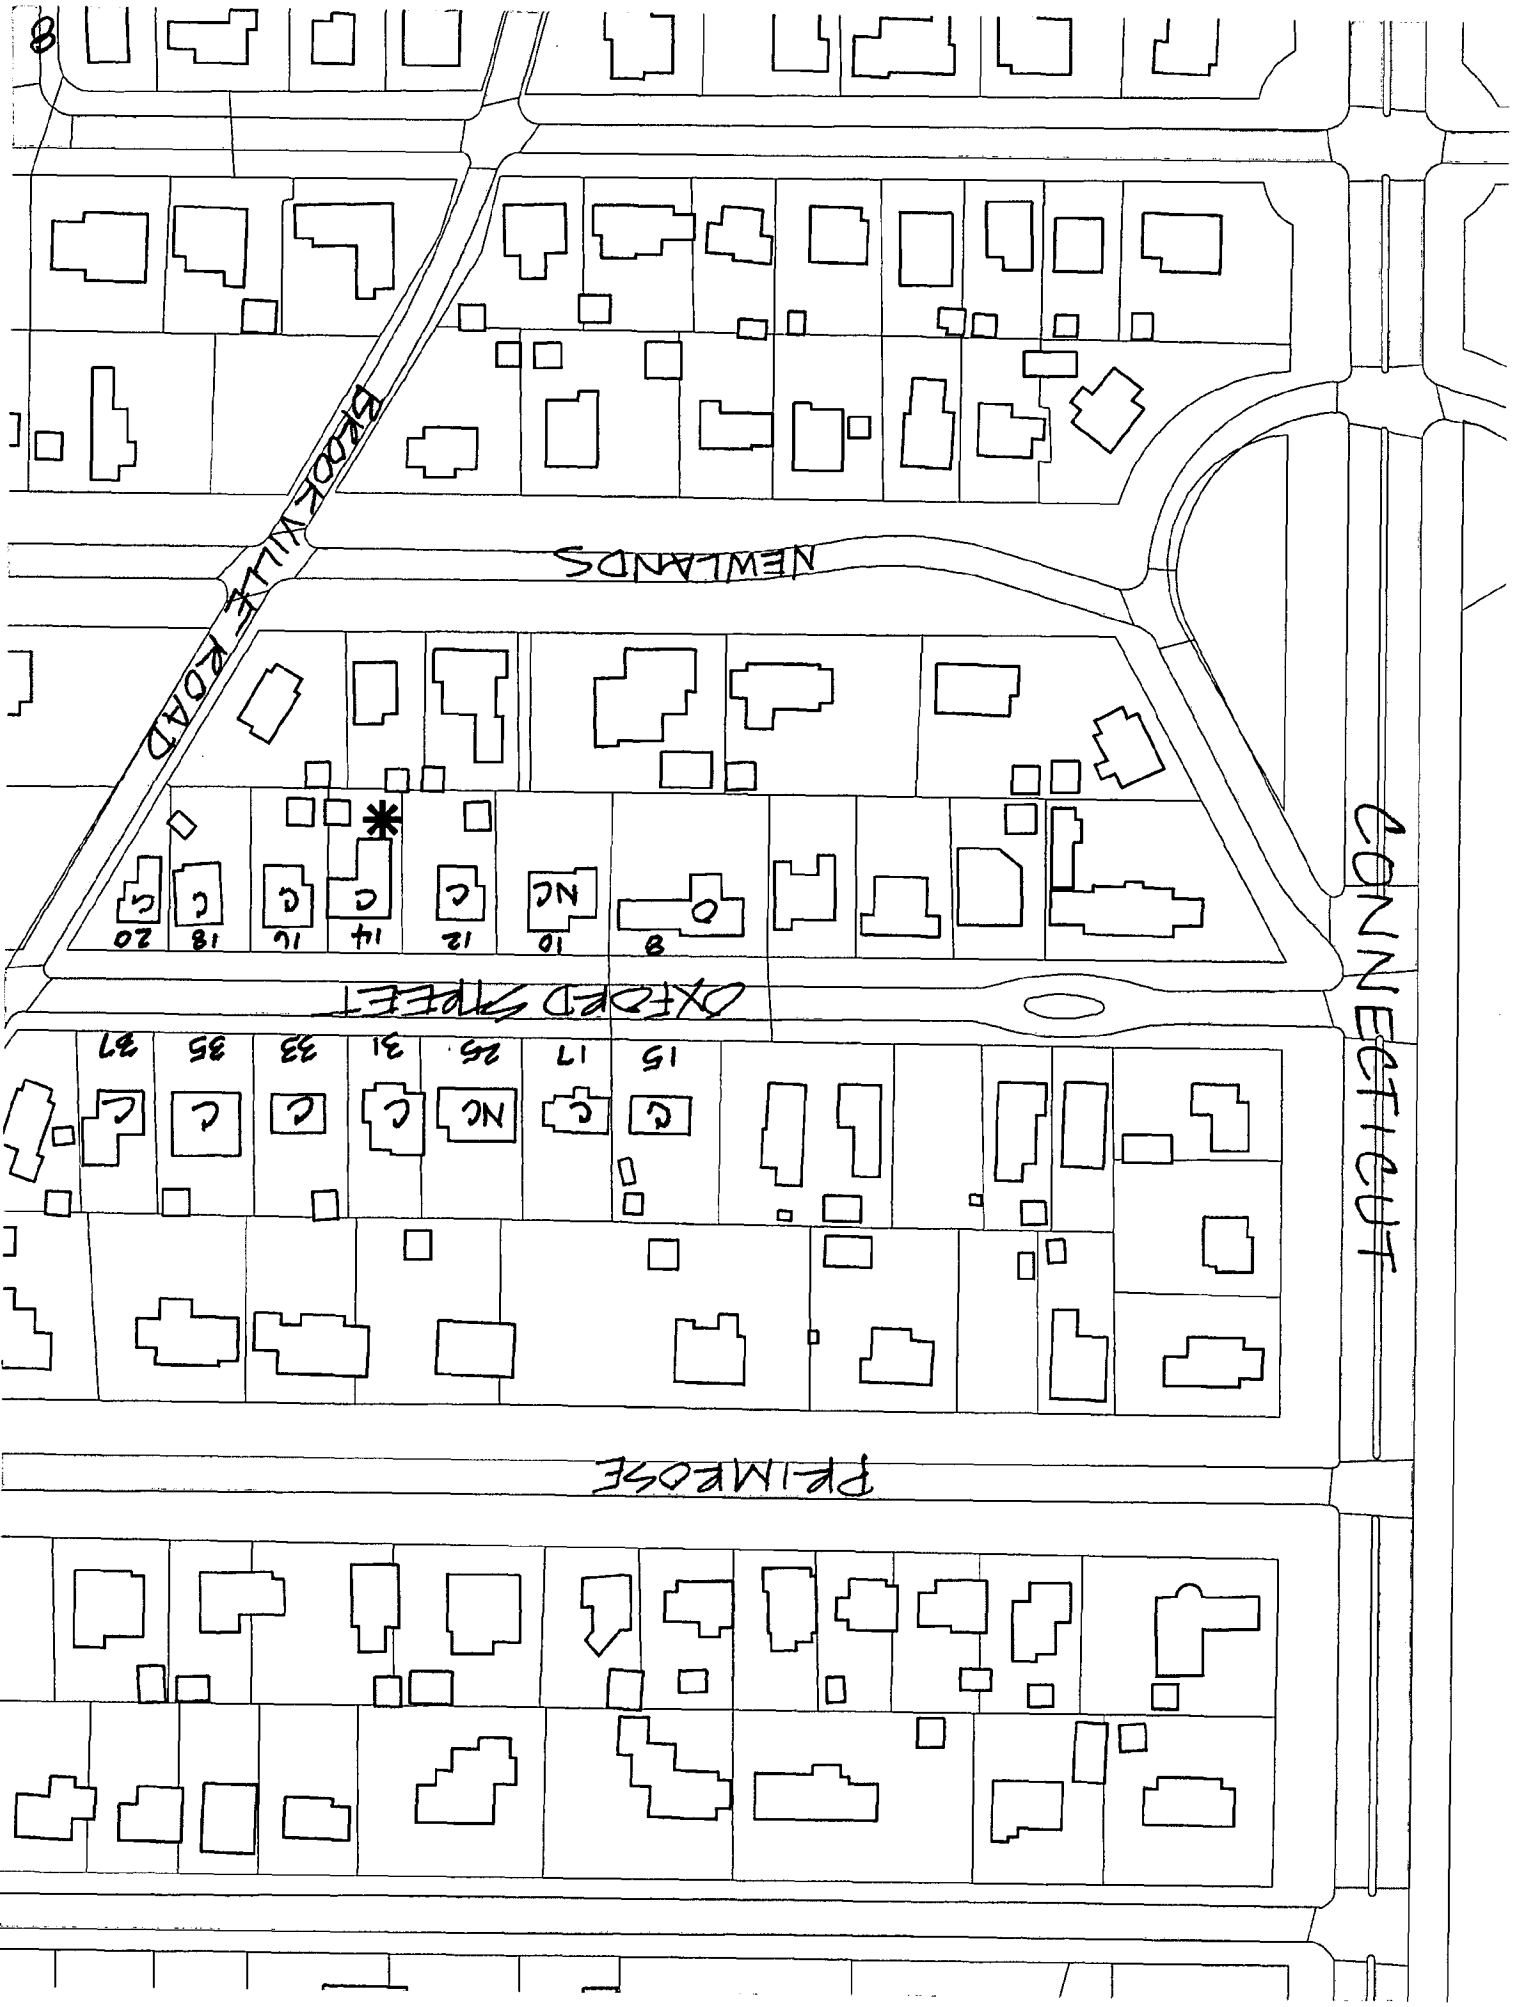 PRIMROSE
CONNECTICUT
C C NC C C C C
15 17 25 31 33 35 37
OXFORD STREET
8 10 12 14 16 18 20
O NC C C C C C
*
NEWLANDS
BROOKVILLE ROAD
8